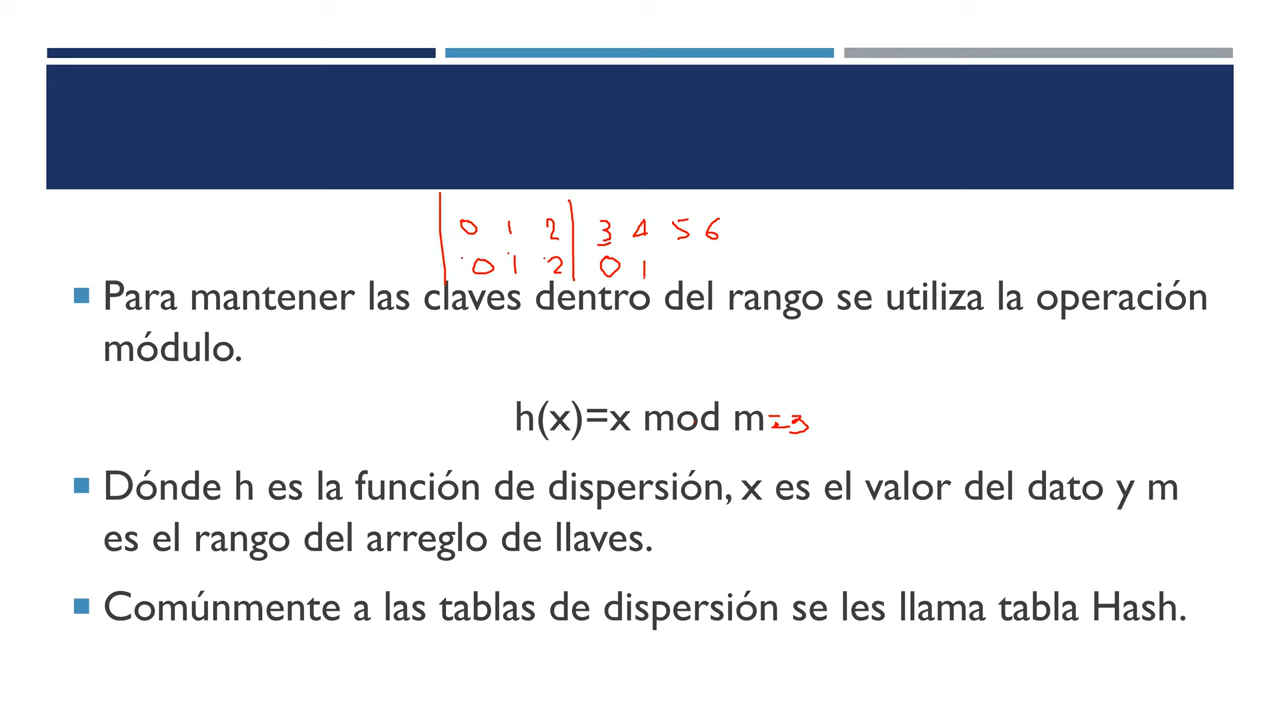 0 1 2 3 4 5 6
0 1 2 0 1
Para mantener las claves dentro del rango se utiliza la operación
módulo.
h(x)=x mod m =3
Dónde h es la función de dispersión, x es el valor del dato y m
es el rango del arreglo de llaves.
Comúnmente a las tablas de dispersión se les llama tabla Hash.